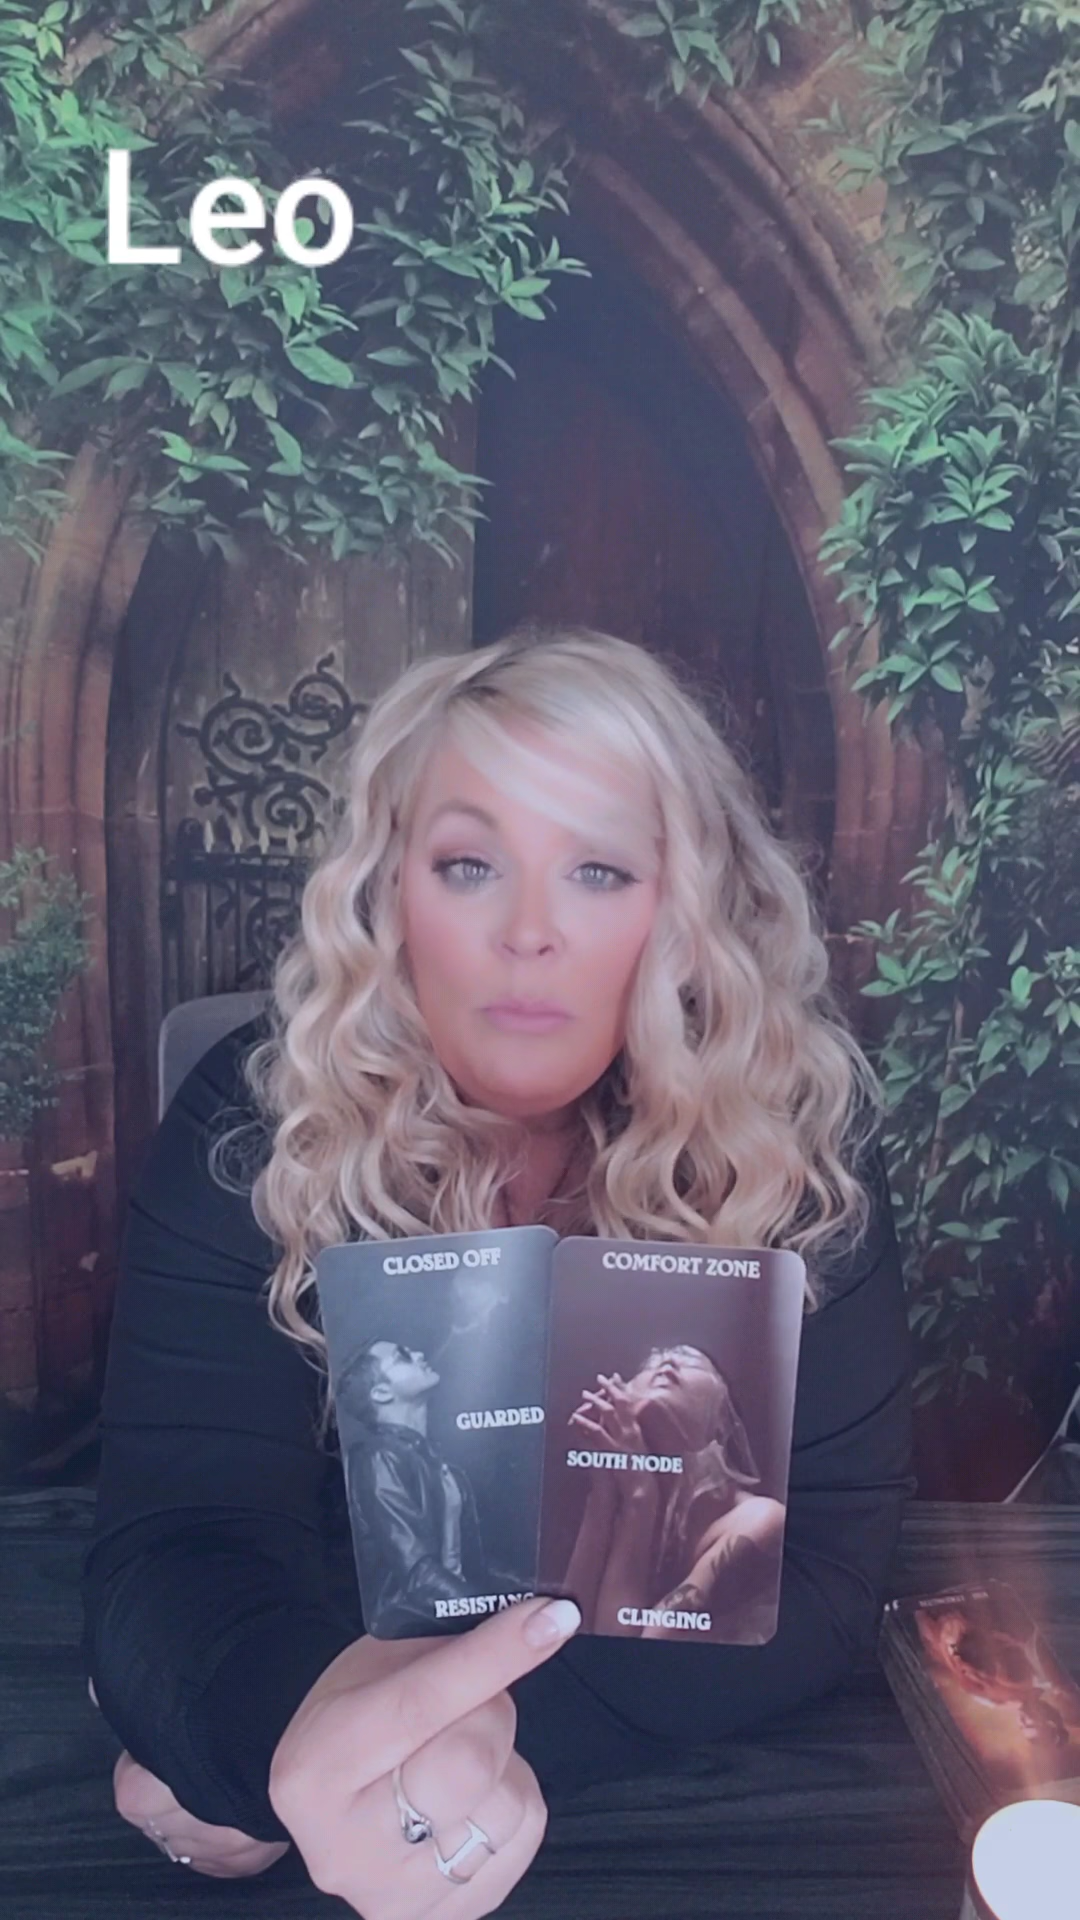 Leo
CLOSED OFF
GUARDED
COMFORT ZONE
SOUTH NODE
CLINGING